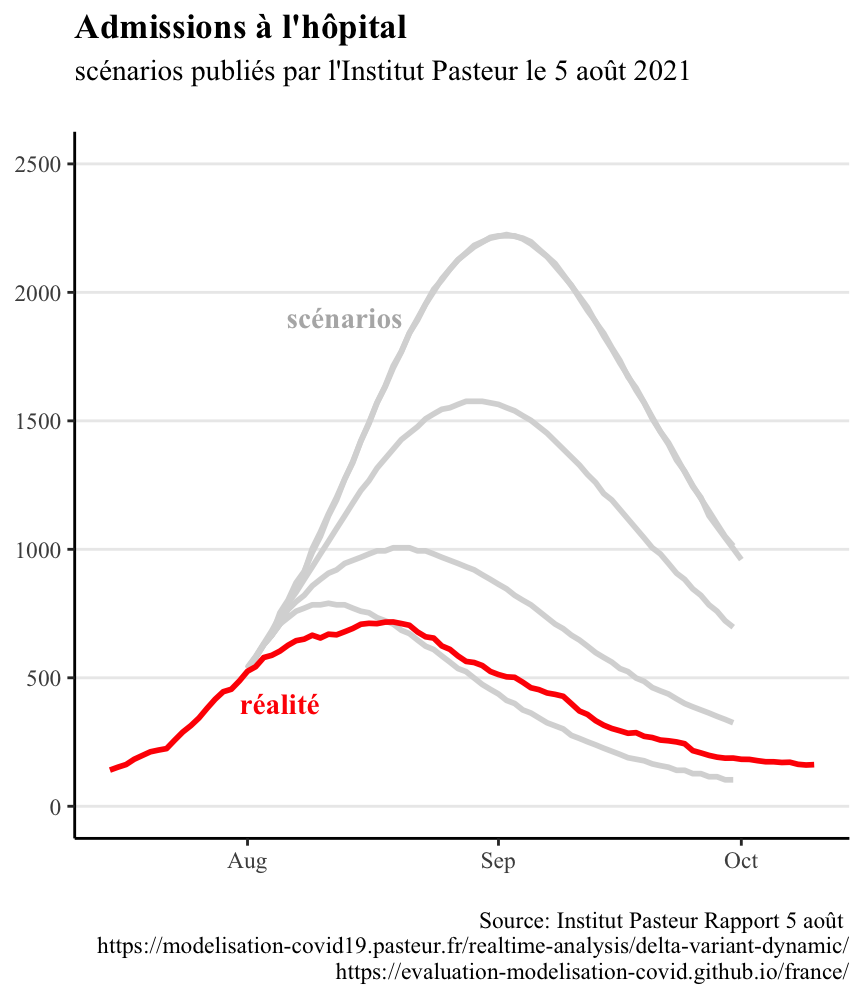 Admissions à l'hôpital
scénarios publiés par l'Institut Pasteur le 5 août 2021
2500
2000
scénarios
1500
1000
500
réalité
0
Aug Sep Oct
Source: Institut Pasteur Rapport 5 août
https://modelisation-covid19.pasteur.fr/realtime-analysis/delta-variant-dynamic/
https://evaluation-modelisation-covid.github.io/france/